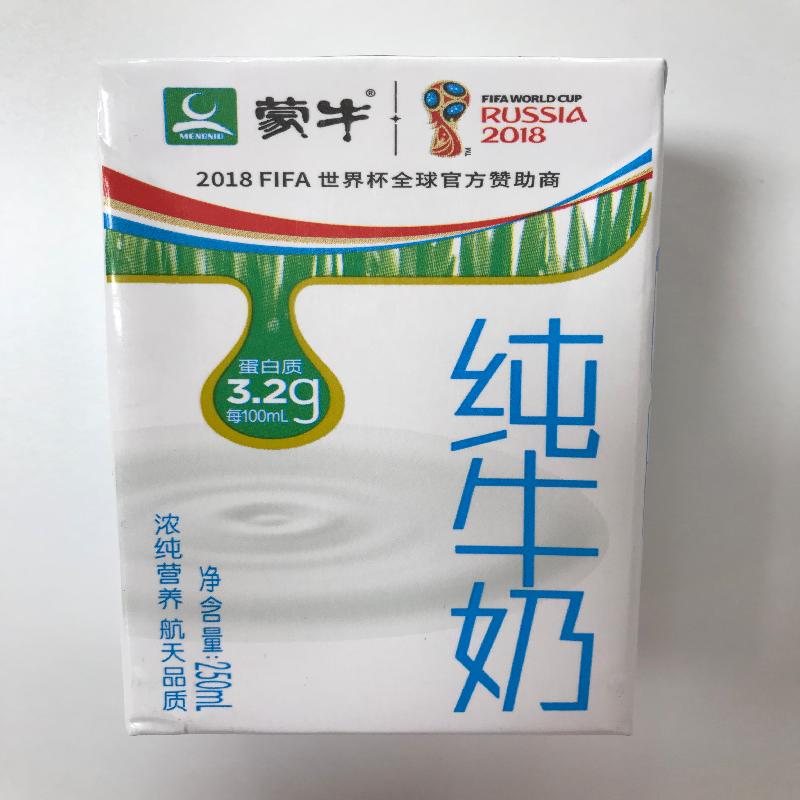 MENGNIU
蒙牛®
FIFA WORLD CUP
RUSSIA
2018
TM
2018 FIFA 世界杯全球官方赞助商
蛋白质
3.2g
每100mL
纯牛奶
浓纯营养 航天品质
净含量:250mL